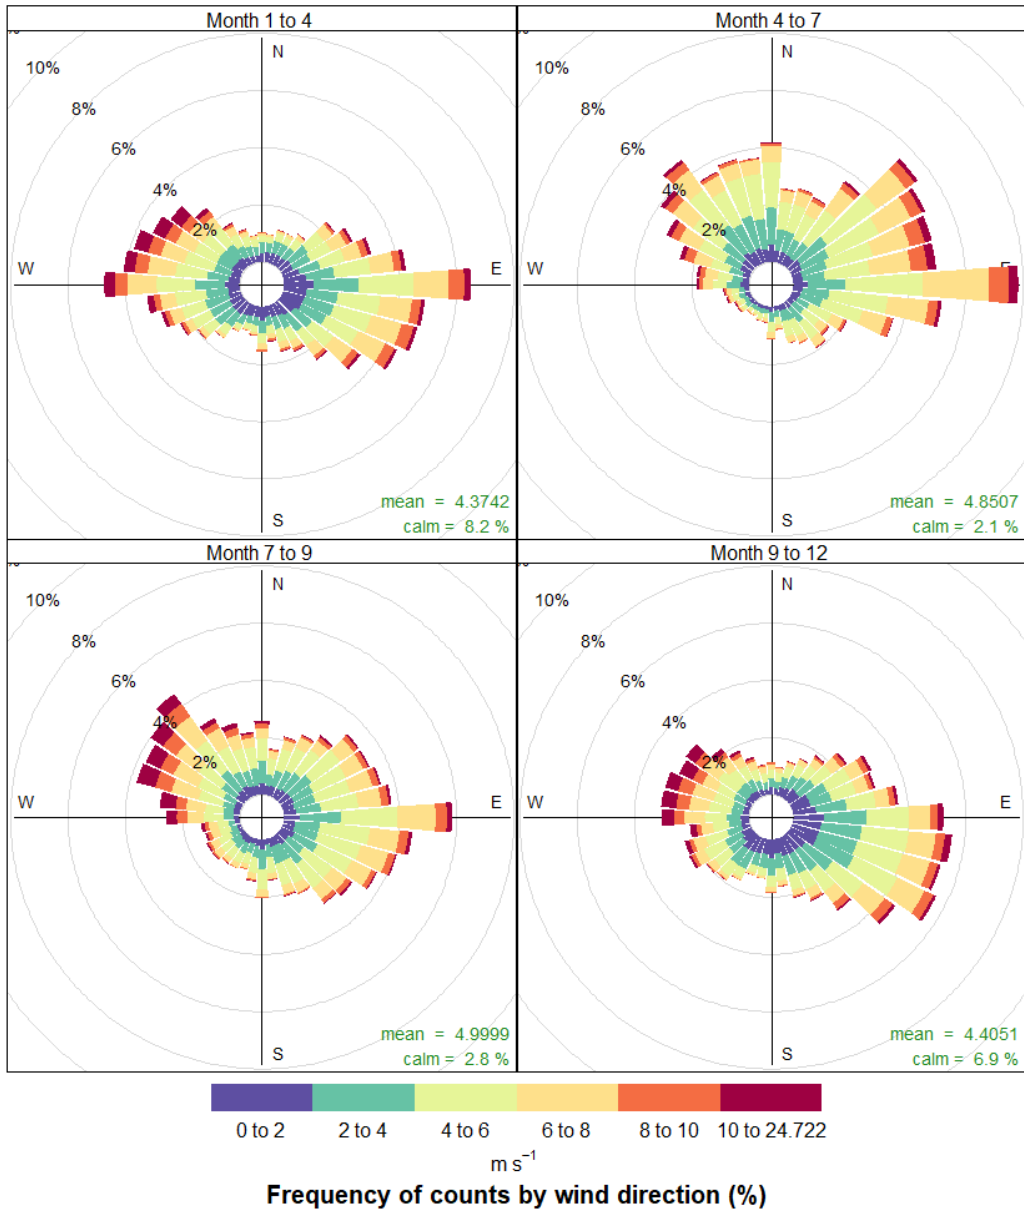 Month 1 to 4
10%
8%
6%
4%
2%
N
W
E
S
mean = 4.3742
calm = 8.2 %
Month 4 to 7
10%
8%
6%
4%
2%
N
W
E
S
mean = 4.8507
calm = 2.1 %
Month 7 to 9
10%
8%
6%
4%
2%
N
W
E
S
mean = 4.9999
calm = 2.8 %
Month 9 to 12
10%
8%
6%
4%
2%
N
W
E
S
mean = 4.4051
calm = 6.9 %
0 to 2 2 to 4 4 to 6 6 to 8 8 to 10 10 to 24.722
m s⁻¹
Frequency of counts by wind direction (%)